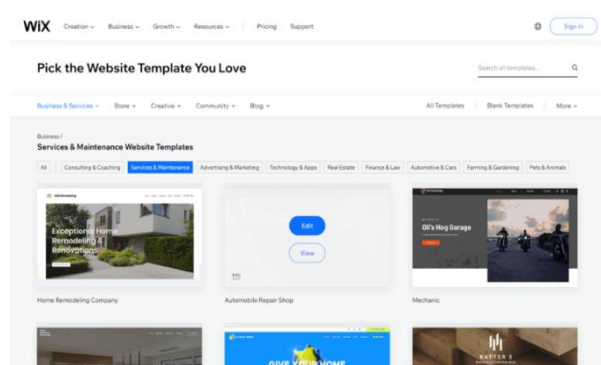 WiX Creation Business Growth Resources Pricing Support Sign In
Pick the Website Template You Love
Search all templates...
Business & Services Store Creative Community Blog All Templates Blank Templates More
Business /
Services & Maintenance Website Templates
All Consulting & Coaching Services & Maintenance Advertising & Marketing Technology & Apps Real Estate Finance & Law Automotive & Cars Farming & Gardening Pets & Animals
Exceptional Home
Remodeling &
Renovations
Edit
View
Oil's Hog Garage
Home Remodeling Company
Automobile Repair Shop
Mechanic
GIVE YOUR HOME
RAFTER'S